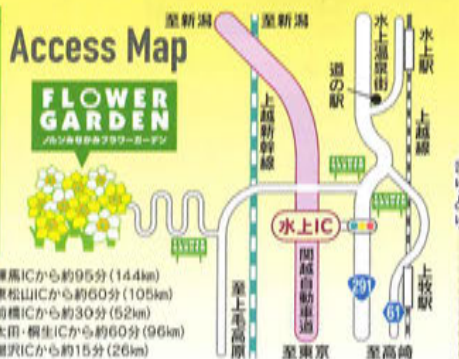 Access Map
至新潟
至新潟
水上温泉街
水上駅
道の駅
上越新幹線
上越線
FLOWER
GARDEN
ノルンみなかみフラワーガーデン
水上IC
関越自動車道
至上毛高原
291
61
上牧駅
至東京
至高崎
練馬ICから約95分(144km)
東松山ICから約60分(105km)
前橋ICから約30分(52km)
太田・桐生ICから約60分(96km)
湯沢ICから約15分(26km)